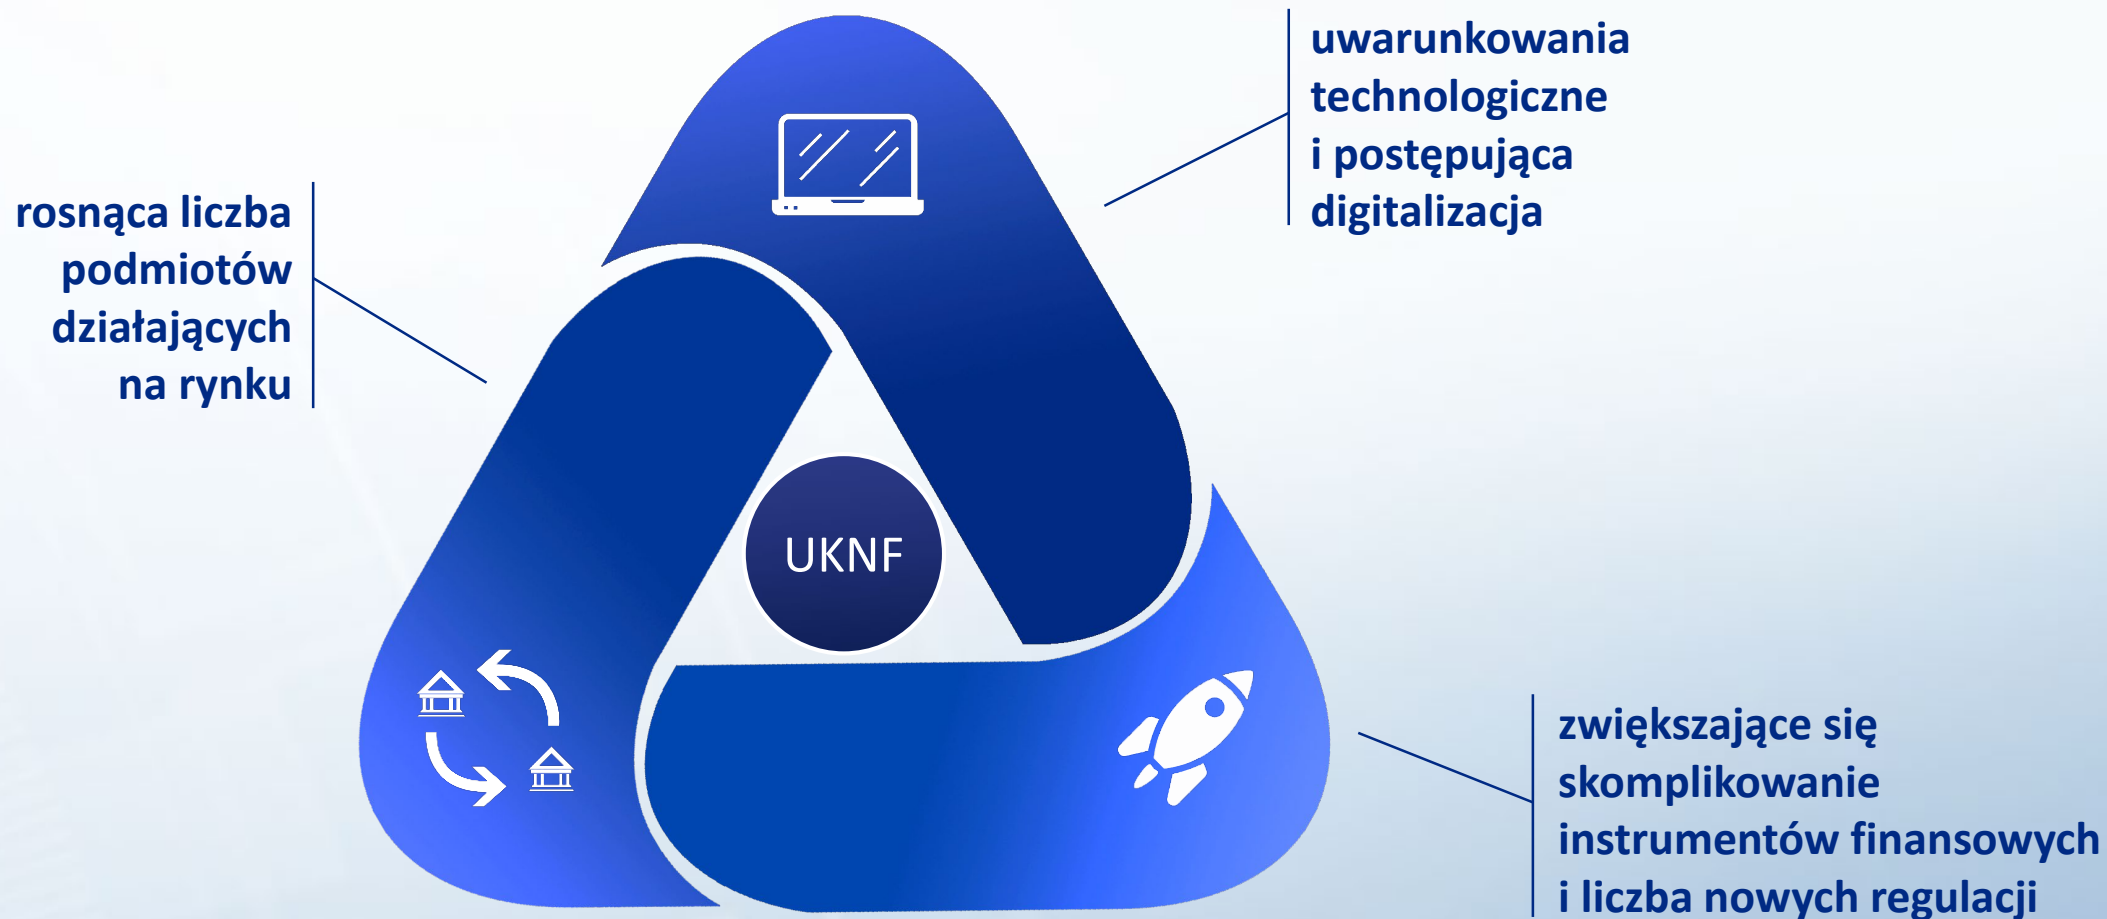 uwarunkowania
technologiczne
i postępująca
digitalizacja
rosnąca liczba
podmiotów
działających
na rynku
UKNF
zwiększające się
skomplikowanie
instrumentów finansowych
i liczba nowych regulacji